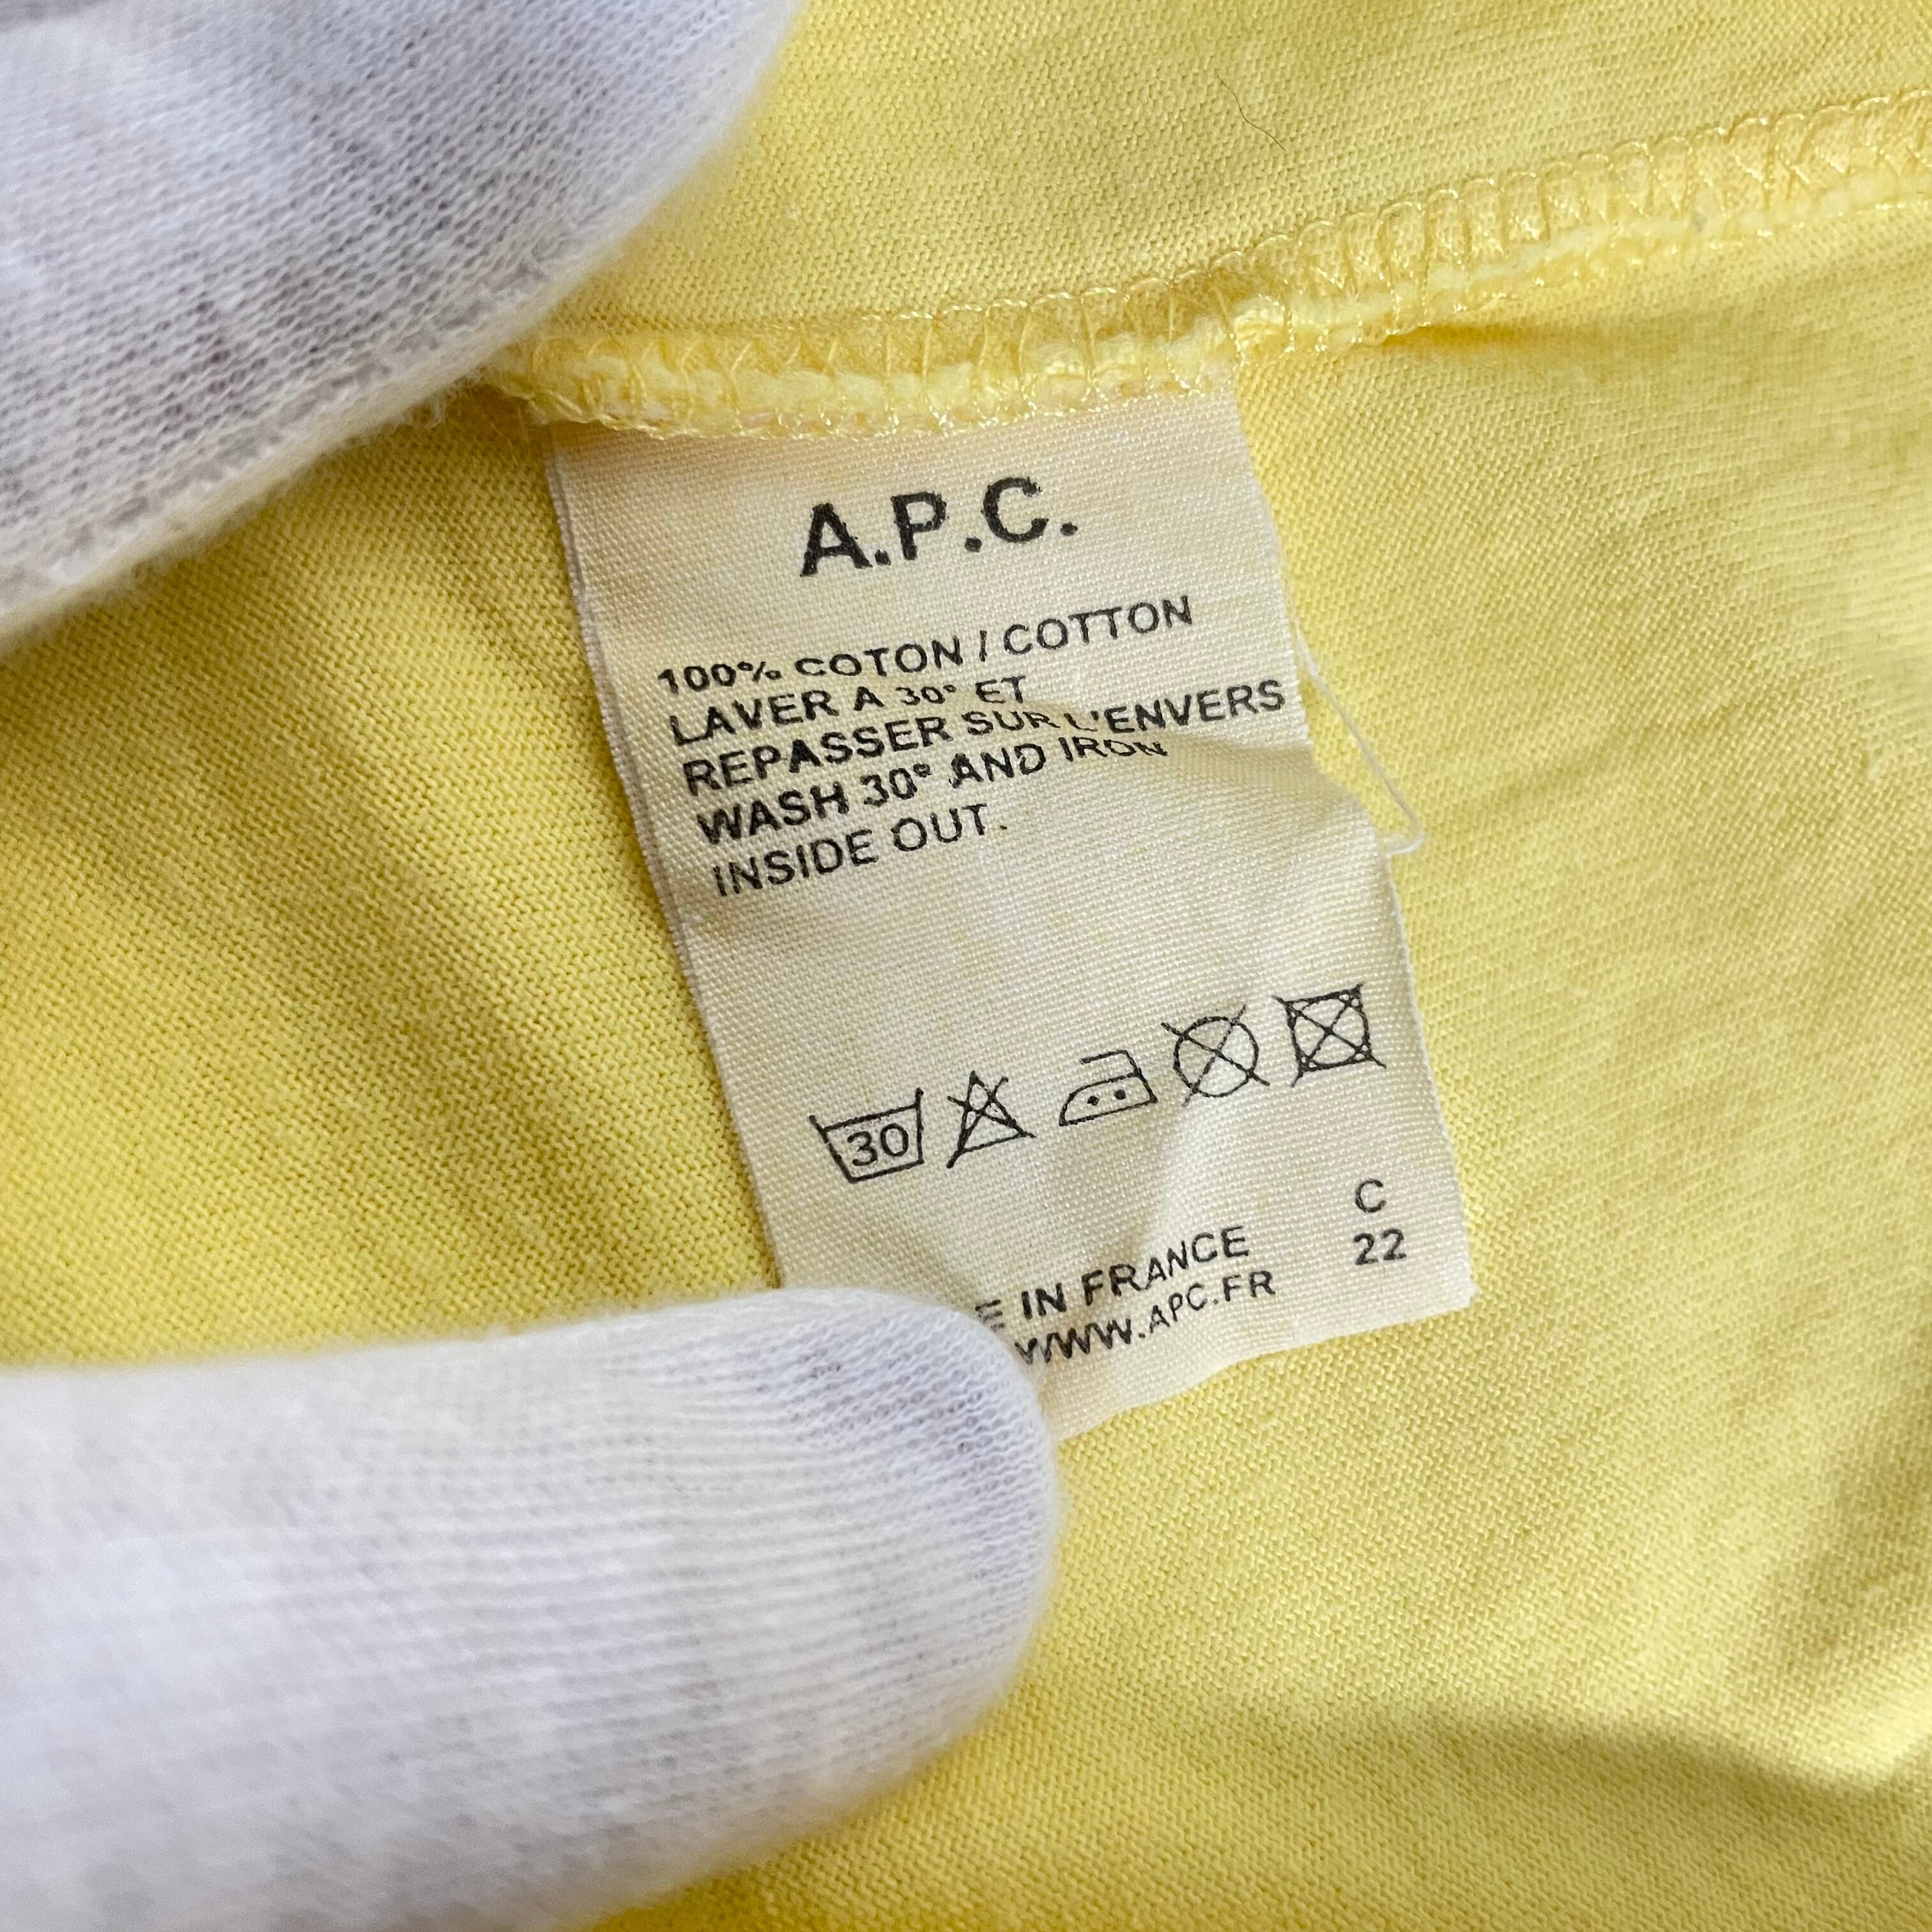 A.P.C.
100% COTON / COTTON
LAVER A 30° ET
REPASSER SUR L'ENVERS
WASH 30° AND IRON
INSIDE OUT.
30
C
22
IN FRANCE
WWW.APC.FR